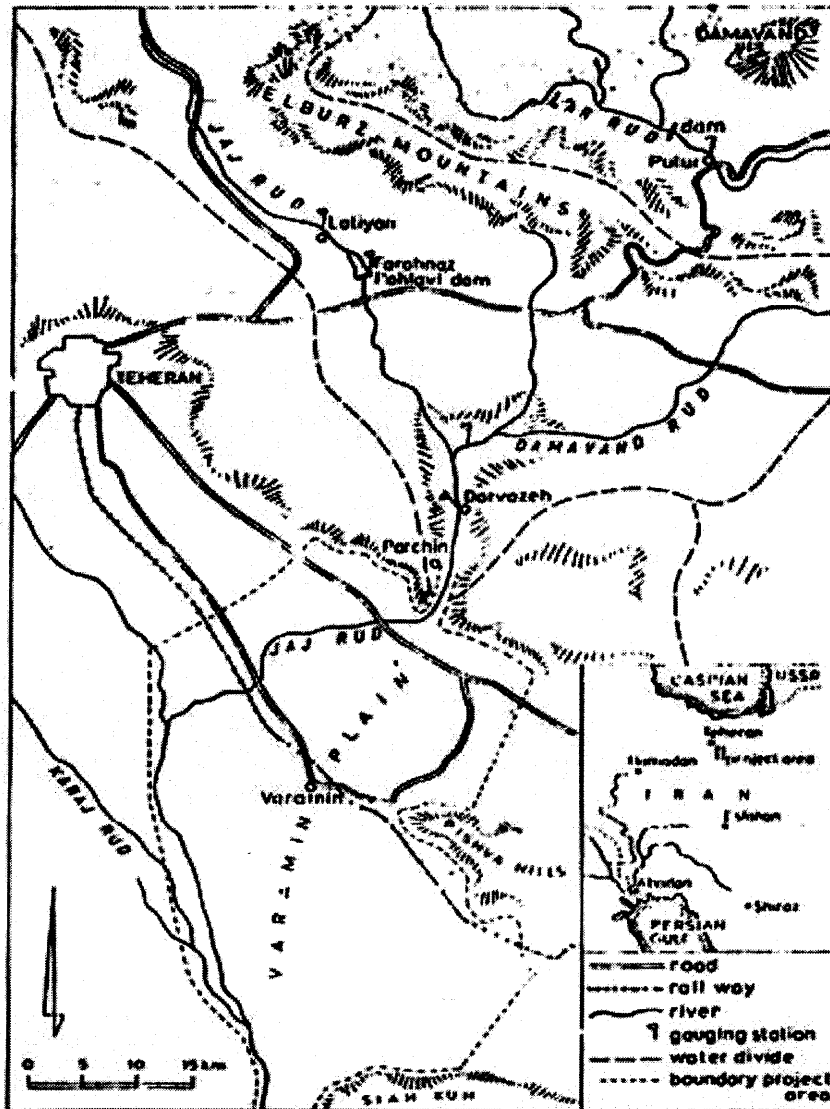 DAMAVAND
ELBURZ MOUNTAINS
LAR RUD
dam
Pulur
JAJ RUD
Latiyan
Farahnaz
Pahlavi dam
TEHERAN
DAMAVAND RUD
Darvazeh
Parchin
JAJ RUD
VARAMIN PLAIN
Varamin
KARAJ RUD
PISHVA HILLS
SIAH KUH
0 5 10 15 km
CASPIAN
SEA
USSR
Teheran
project area
Hamadan
IRAN
Abadan
Shiraz
PERSIAN
GULF
road
rail way
river
gauging station
water divide
boundary project
area